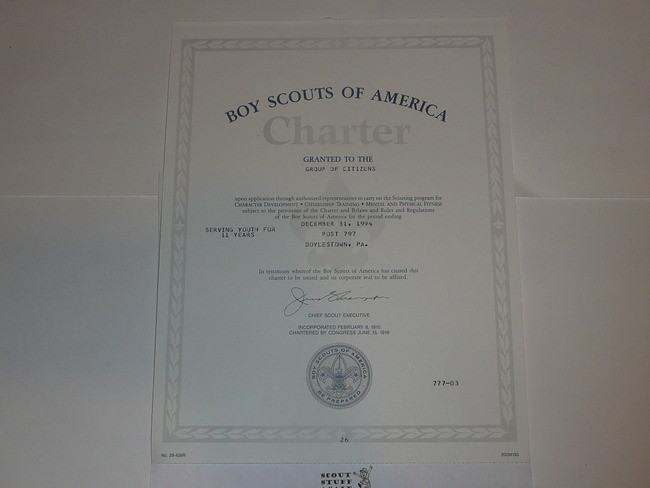 BOY SCOUTS OF AMERICA
Charter
GRANTED TO THE
GROUP OF CITIZENS
upon application through authorized representatives to carry on the Scouting program for
CHARACTER DEVELOPMENT • CITIZENSHIP TRAINING • MENTAL AND PHYSICAL FITNESS
subject to the provisions of the Charter and Bylaws and Rules and Regulations
of the Boy Scouts of America for the period ending
DECEMBER 31, 1994
SERVING YOUTH FOR
11 YEARS
POST 797
DOYLESTOWN, PA.
In testimony whereof the Boy Scouts of America has caused this
charter to be issued and its corporate seal to be affixed.
CHIEF SCOUT EXECUTIVE
INCORPORATED FEBRUARY 8, 1910
CHARTERED BY CONGRESS JUNE 15, 1916
BOY SCOUTS OF AMERICA
BE PREPARED
777-03
26
SCOUT
STUFF